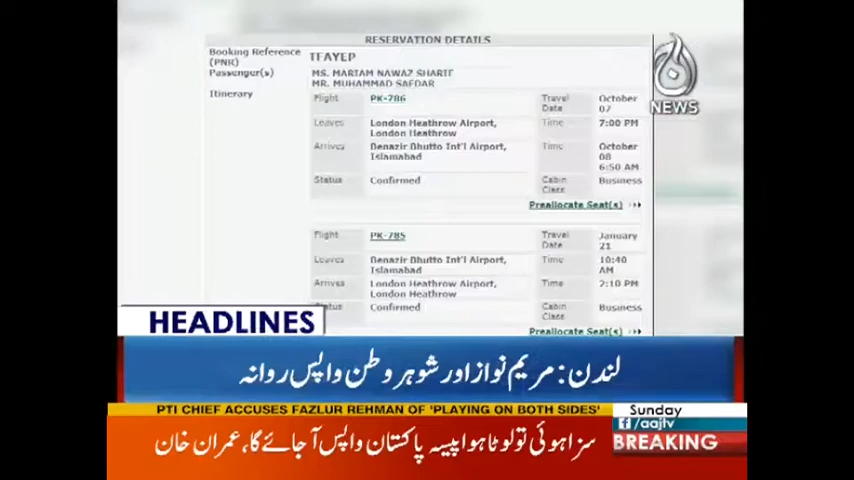 RESERVATION DETAILS
Booking Reference (PNR) TFAYEP
Passenger(s) MS. MARIAM NAWAZ SHARIF
MR. MUHAMMAD SAFDAR
Itinerary
Flight PK-786 Travel Date October 07
Leaves London Heathrow Airport, London Heathrow Time 7:00 PM
Arrives Benazir Bhutto Int'l Airport, Islamabad Time October 08 6:50 AM
Status Confirmed Cabin Class Business
Preallocate Seat(s)
Flight PK-785 Travel Date January 21
Leaves Benazir Bhutto Int'l Airport, Islamabad Time 10:40 AM
Arrives London Heathrow Airport, London Heathrow Time 2:10 PM
Status Confirmed Cabin Class Business
Preallocate Seat(s)
NEWS
HEADLINES
لندن: مریم نواز اور شوہر وطن واپس روانہ
PTI CHIEF ACCUSES FAZLUR REHMAN OF 'PLAYING ON BOTH SIDES'
Sunday
/aajtv
BREAKING
سزا ہوئی تو لوٹا ہوا پیسہ پاکستان واپس آ جائے گا، عمران خان